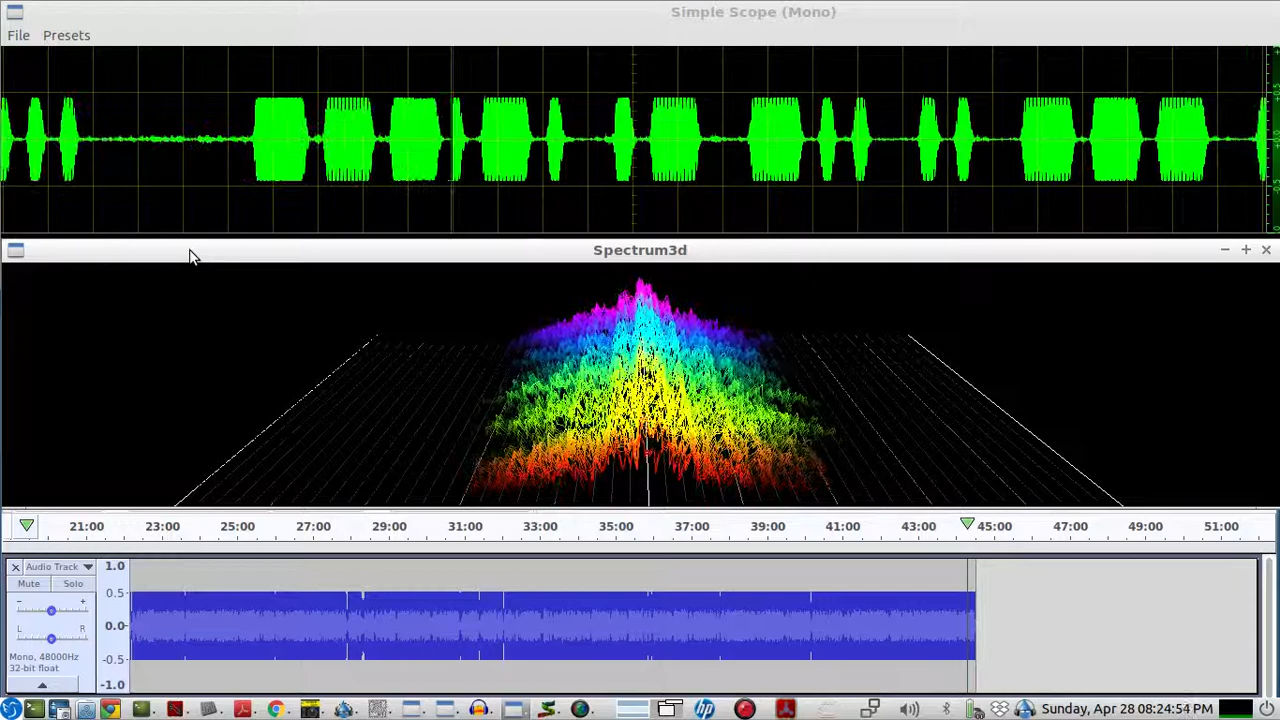 Simple Scope (Mono)
File Presets
Spectrum3d
21:00 23:00 25:00 27:00 29:00 31:00 33:00 35:00 37:00 39:00 41:00 43:00 45:00 47:00 49:00 51:00
Audio Track 1.0
Mute Solo 0.5
- +
L R 0.0
Mono, 48000Hz
32-bit float -0.5
-1.0
Sunday, Apr 28 08:24:54 PM